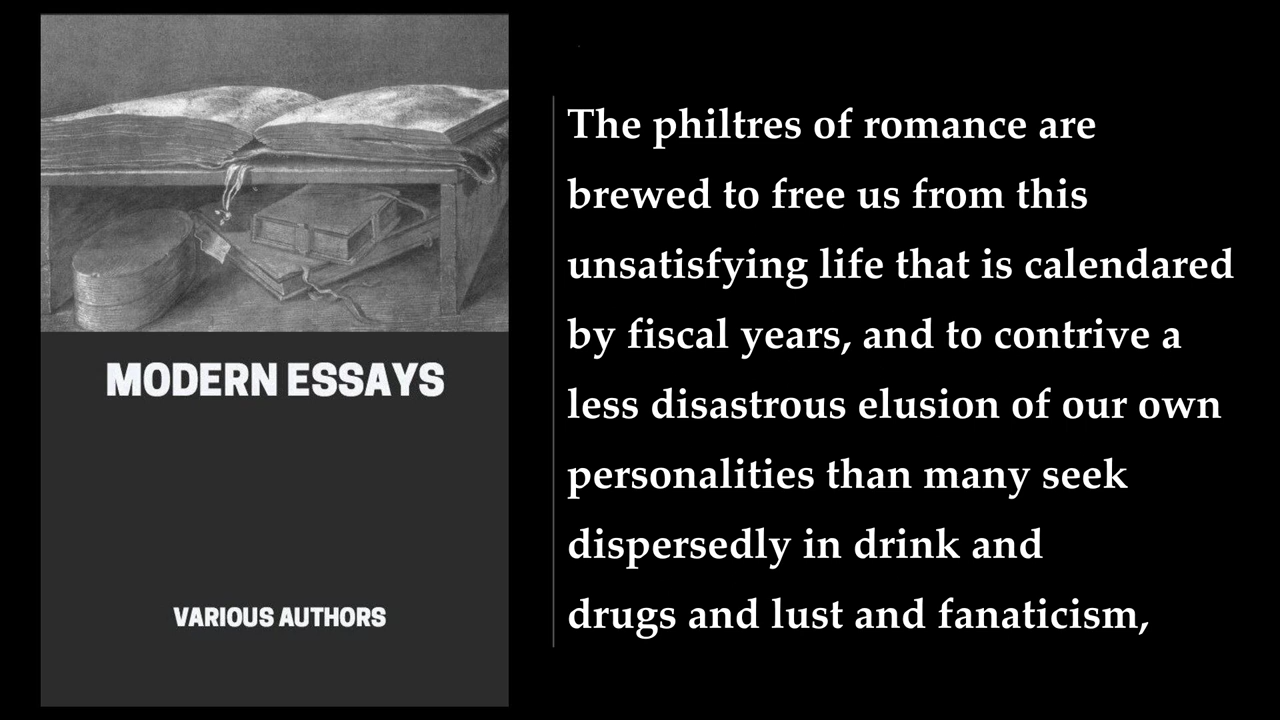 MODERN ESSAYS
VARIOUS AUTHORS
The philtres of romance are
brewed to free us from this
unsatisfying life that is calendared
by fiscal years, and to contrive a
less disastrous elusion of our own
personalities than many seek
dispersedly in drink and
drugs and lust and fanaticism,